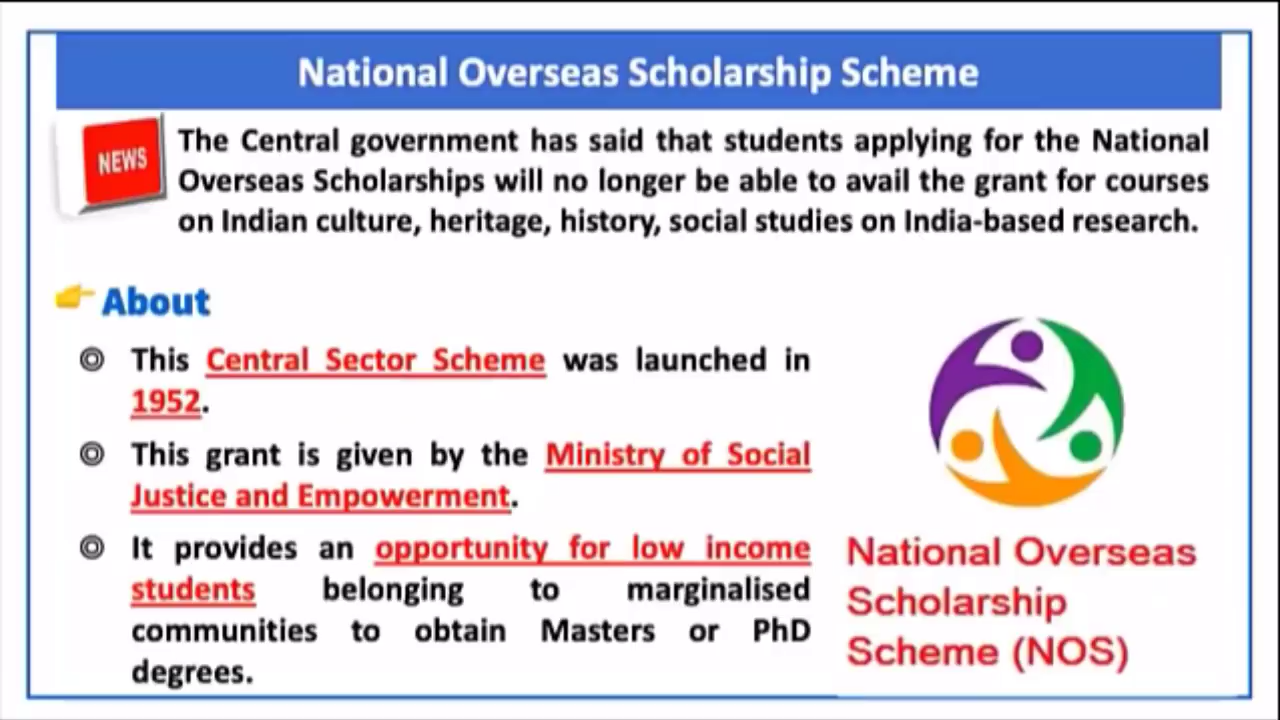 National Overseas Scholarship Scheme
NEWS
The Central government has said that students applying for the National
Overseas Scholarships will no longer be able to avail the grant for courses
on Indian culture, heritage, history, social studies on India-based research.
About
This Central Sector Scheme was launched in
1952.
This grant is given by the Ministry of Social
Justice and Empowerment.
It provides an opportunity for low income
students belonging to marginalised
communities to obtain Masters or PhD
degrees.
National Overseas
Scholarship
Scheme (NOS)